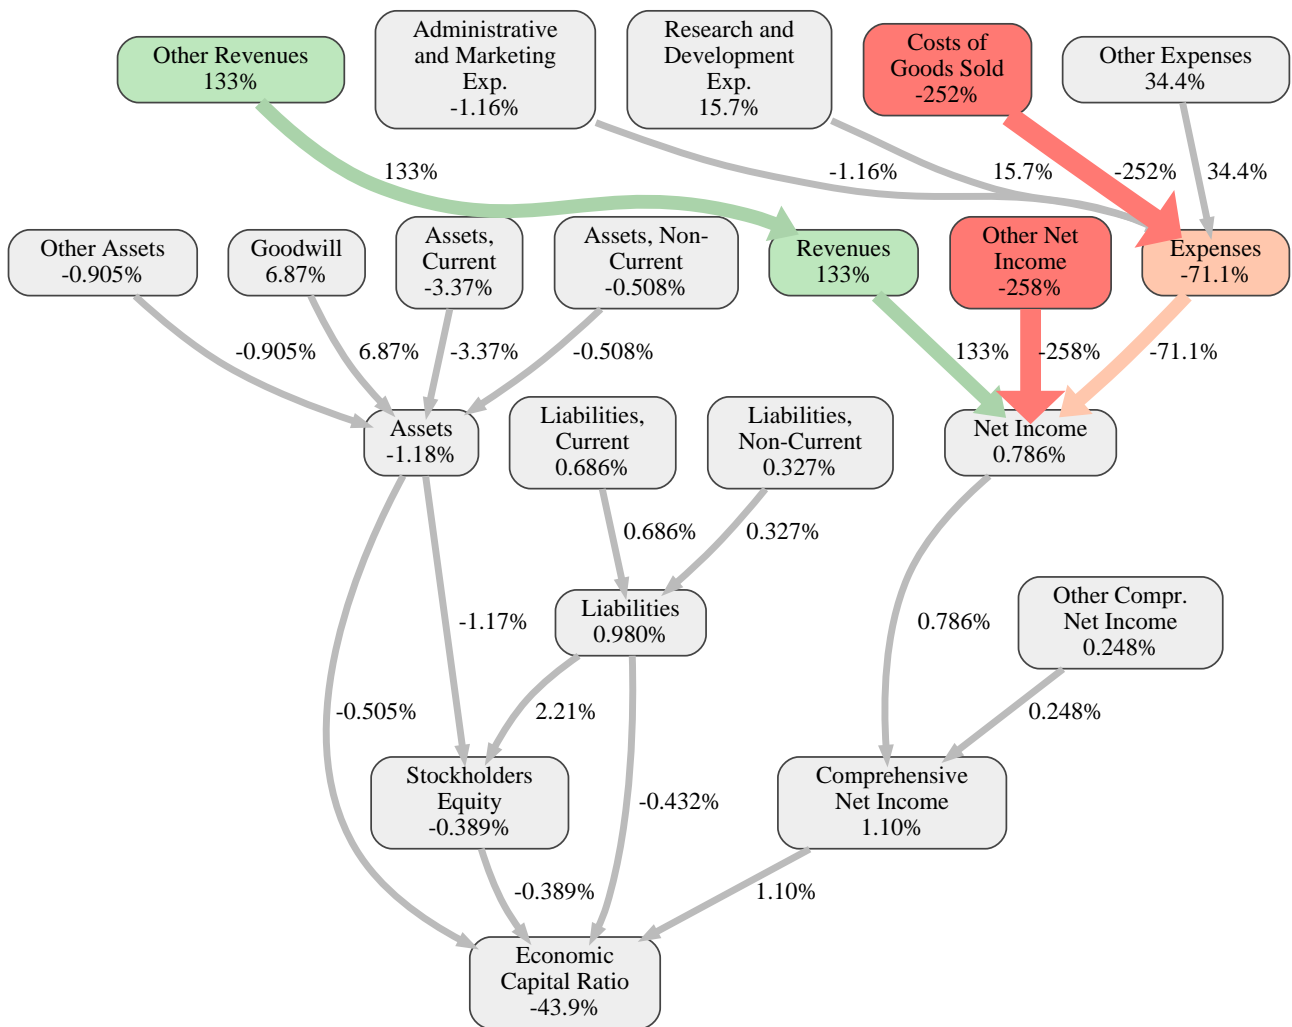 Administrative
and Marketing
Exp.
-1.16%
Research and
Development
Exp.
15.7%
Costs of
Goods Sold
-252%
Other Revenues
133%
Other Expenses
34.4%
133%
-1.16%
15.7%
-252%
34.4%
Other Assets
-0.905%
Goodwill
6.87%
Assets,
Current
-3.37%
Assets, Non-
Current
-0.508%
Revenues
133%
Other Net
Income
-258%
Expenses
-71.1%
-0.905%
6.87%
-3.37%
-0.508%
133%
-258%
-71.1%
Assets
-1.18%
Liabilities,
Current
0.686%
Liabilities,
Non-Current
0.327%
Net Income
0.786%
0.686%
0.327%
Liabilities
0.980%
-1.17%
0.786%
Other Compr.
Net Income
0.248%
-0.505%
2.21%
0.248%
Stockholders
Equity
-0.389%
-0.432%
Comprehensive
Net Income
1.10%
-0.389%
1.10%
Economic
Capital Ratio
-43.9%